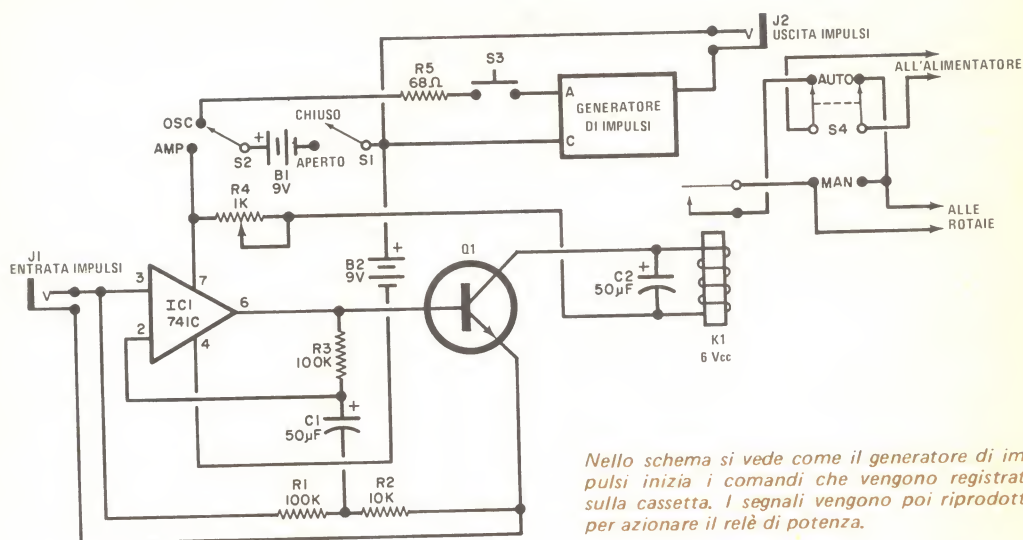 J2
USCITA IMPULSI
ALL'ALIMENTATORE
AUTO
S4
MAN
ALLE
ROTAIE
S3
R5
68Ω
A
C
GENERATORE
DI IMPULSI
CHIUSO
OSC
AMP
S2
+
B1
9V
APERTO
S1
R4
1K
J1
ENTRATA IMPULSI
3
7
IC1
741C
2
4
6
B2
9V
+
Q1
+
C2
50µF
K1
6 Vcc
R3
100K
+
C1
50µF
R1
100K
R2
10K
Nello schema si vede come il generatore di im-
pulsi inizia i comandi che vengono registrat
sulla cassetta. I segnali vengono poi riprodott
per azionare il relè di potenza.